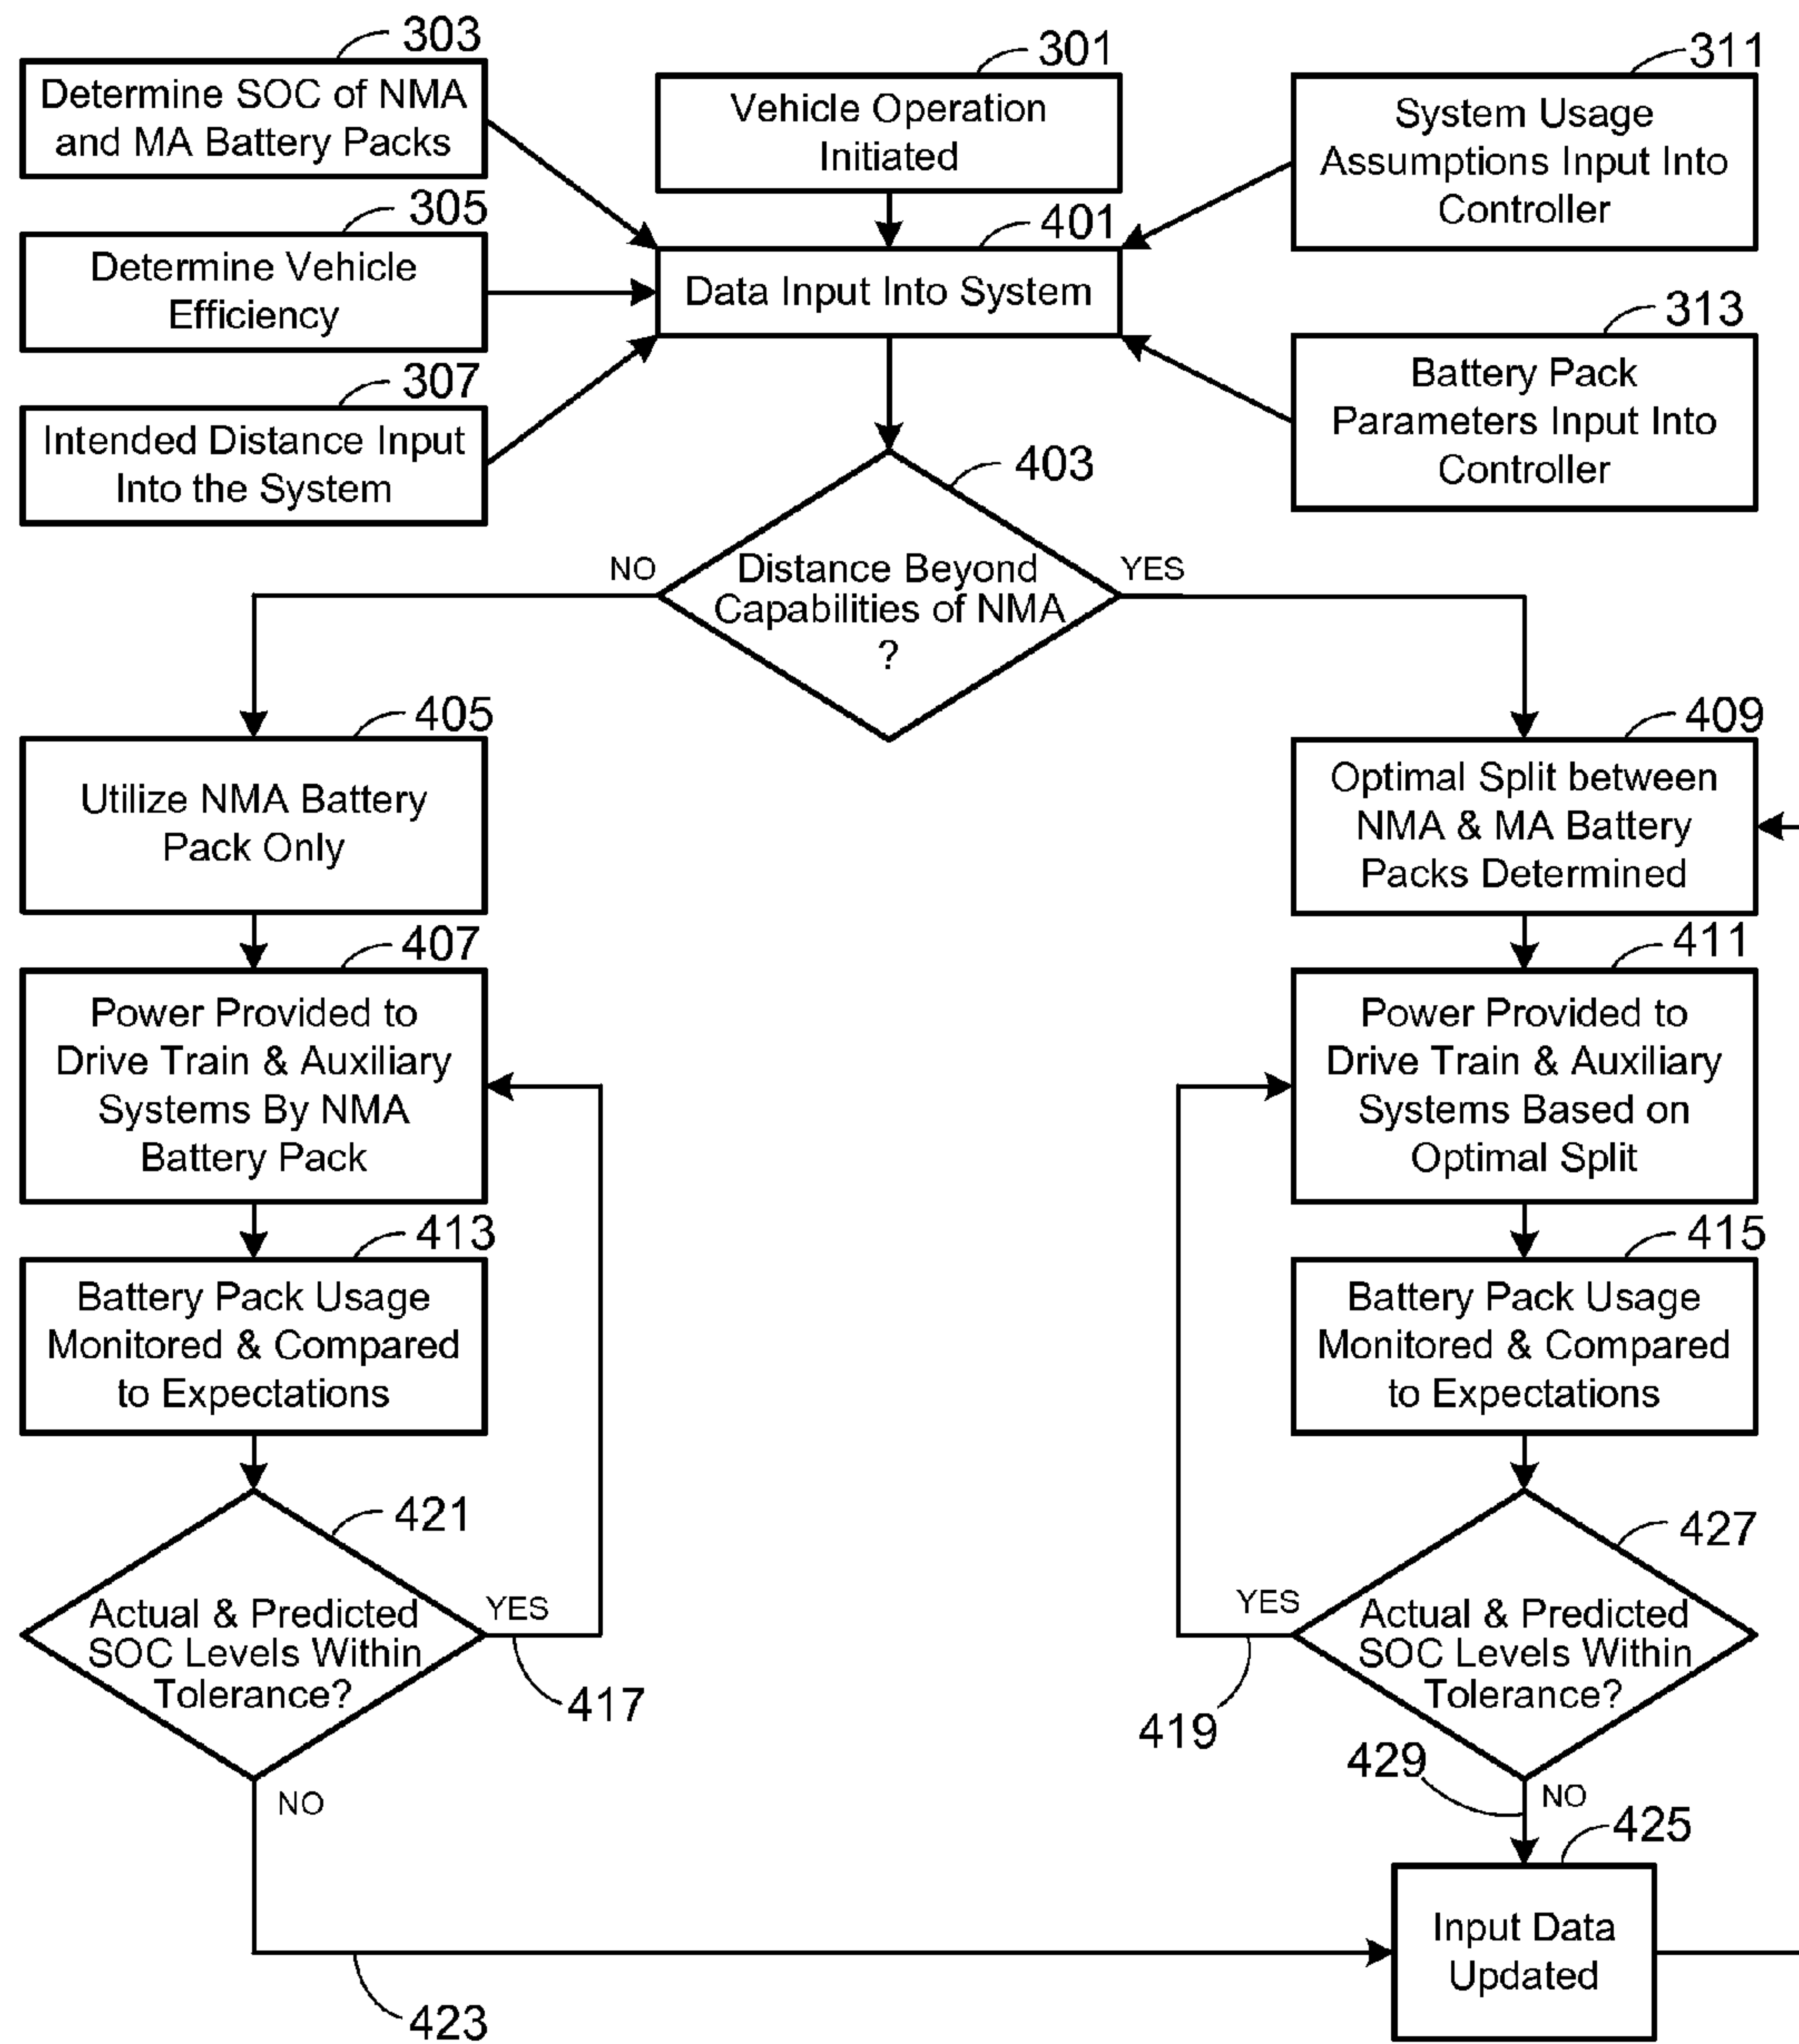 303
Determine SOC of NMA
and MA Battery Packs
301
Vehicle Operation
Initiated
311
System Usage
Assumptions Input Into
Controller
305
Determine Vehicle
Efficiency
401
Data Input Into System
313
Battery Pack
Parameters Input Into
Controller
307
Intended Distance Input
Into the System
403
Distance Beyond
Capabilities of NMA
?
NO
YES
405
Utilize NMA Battery
Pack Only
409
Optimal Split between
NMA & MA Battery
Packs Determined
407
Power Provided to
Drive Train & Auxiliary
Systems By NMA
Battery Pack
411
Power Provided to
Drive Train & Auxiliary
Systems Based on
Optimal Split
413
Battery Pack Usage
Monitored & Compared
to Expectations
415
Battery Pack Usage
Monitored & Compared
to Expectations
421
Actual & Predicted
SOC Levels Within
Tolerance?
YES
417
NO
427
Actual & Predicted
SOC Levels Within
Tolerance?
YES
419
429
NO
425
Input Data
Updated
423